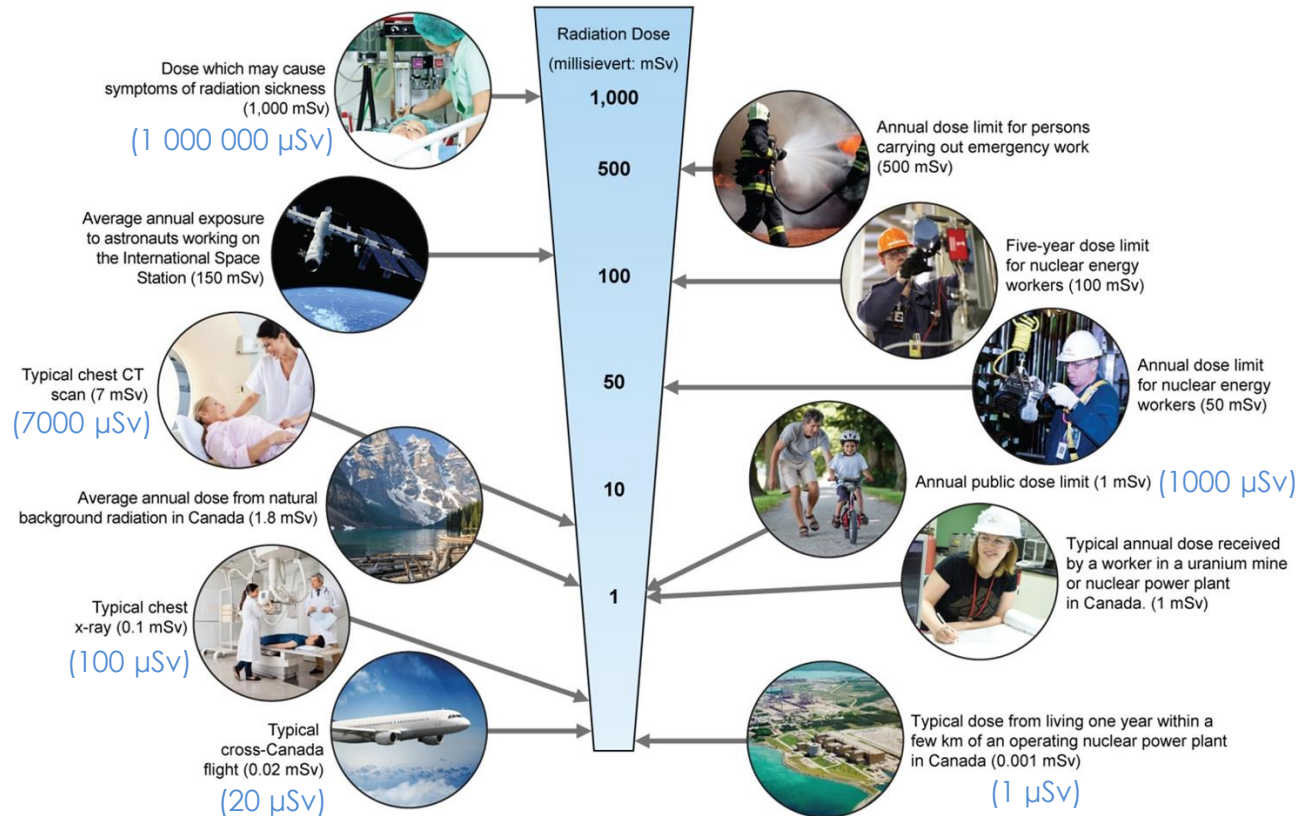 Radiation Dose
(millisievert: mSv)
1,000
500
100
50
10
1
Dose which may cause
symptoms of radiation sickness
(1,000 mSv)
(1 000 000 µSv)
Average annual exposure
to astronauts working on
the International Space
Station (150 mSv)
Typical chest CT
scan (7 mSv)
(7000 µSv)
Average annual dose from natural
background radiation in Canada (1.8 mSv)
Typical chest
x-ray (0.1 mSv)
(100 µSv)
Typical
cross-Canada
flight (0.02 mSv)
(20 µSv)
Annual dose limit for persons
carrying out emergency work
(500 mSv)
Five-year dose limit
for nuclear energy
workers (100 mSv)
Annual dose limit
for nuclear energy
workers (50 mSv)
Annual public dose limit (1 mSv) (1000 µSv)
Typical annual dose received
by a worker in a uranium mine
or nuclear power plant
in Canada. (1 mSv)
Typical dose from living one year within a
few km of an operating nuclear power plant
in Canada (0.001 mSv)
(1 µSv)